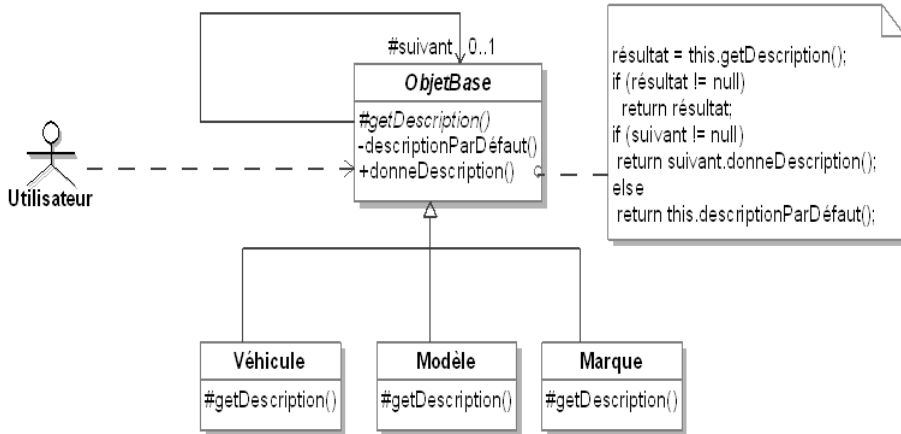 #suivant 0..1
ObjetBase
#getDescription()
-descriptionParDéfaut()
+donneDescription()
résultat = this.getDescription();
if (résultat != null)
return résultat;
if (suivant != null)
return suivant.donneDescription();
else
return this.descriptionParDéfaut();
Utilisateur
Véhicule
#getDescription()
Modèle
#getDescription()
Marque
#getDescription()